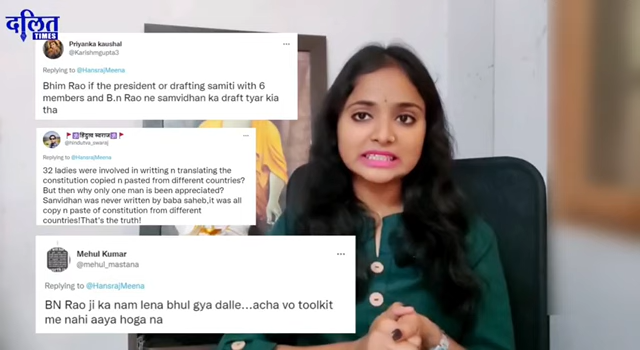 दलित
TIMES
Priyanka kaushal
@Karishmgupta3
Replying to @HansrajMeena
Bhim Rao if the president or drafting samiti with 6
members and B.n Rao ne samvidhan ka draft tyar kia
tha
हिंदुत्व स्वराज
@hindutva_swaraj
Replying to @HansrajMeena
32 ladies were involved in writting n translating the
constitution copied n pasted from different countries?
But then why only one man is been appreciated?
Sanvidhan was never written by baba saheb,it was all
copy n paste of constitution from different
countries!That's the truth!
Mehul Kumar
@mehul_mastana
Replying to @HansrajMeena
BN Rao ji ka nam lena bhul gya dalle...acha vo toolkit
me nahi aaya hoga na